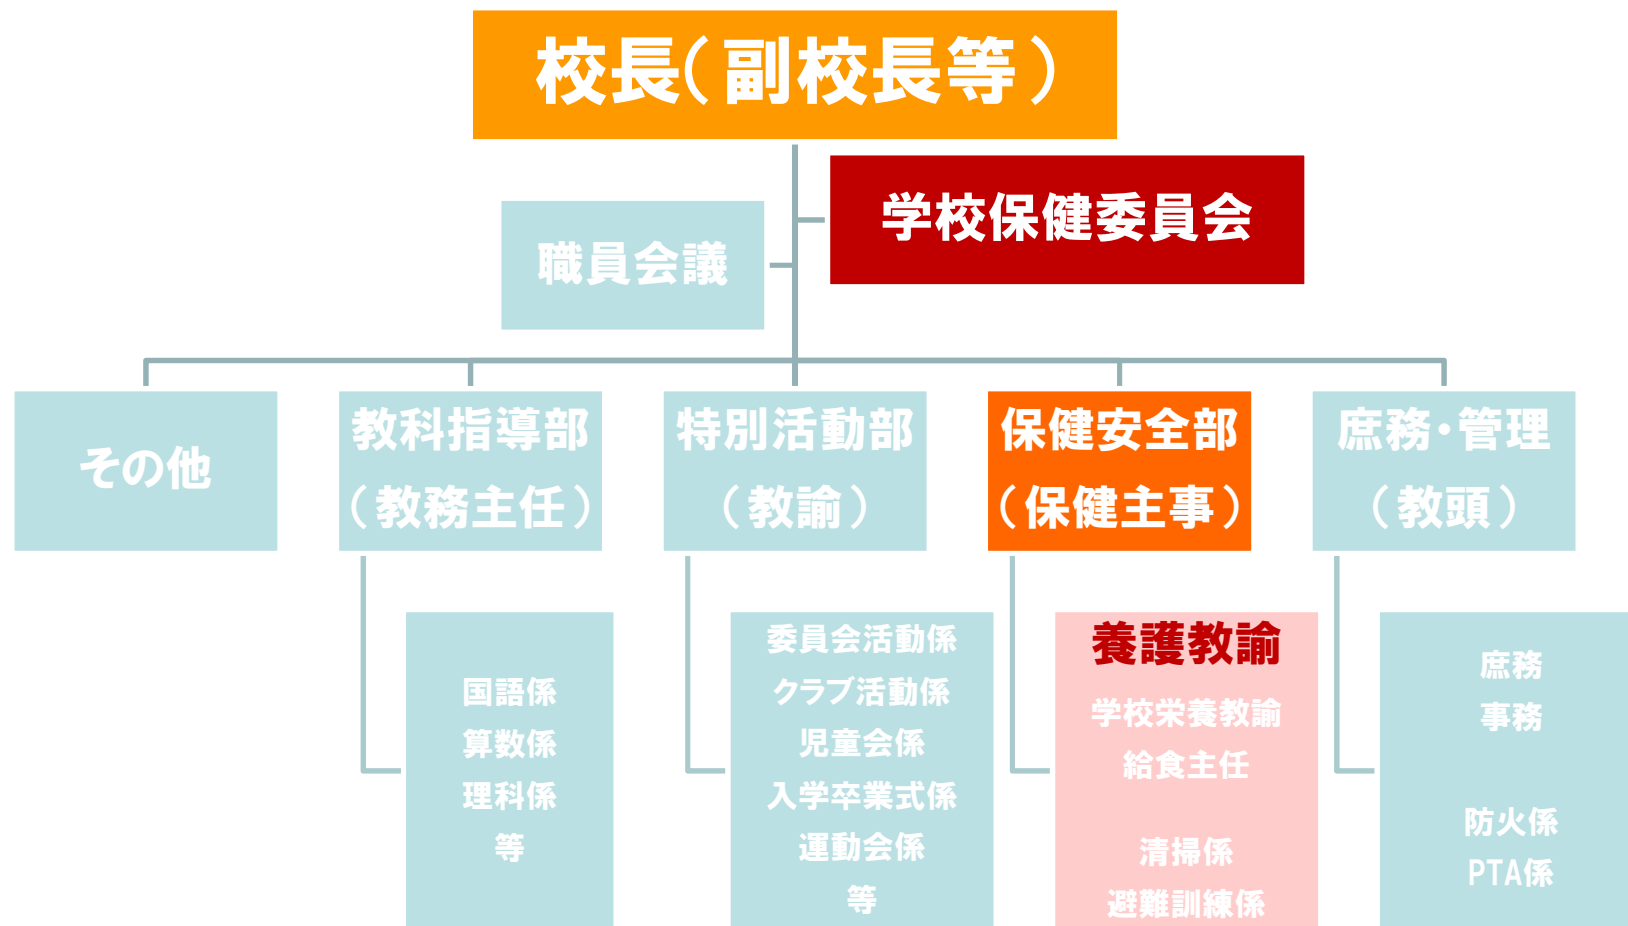 校長（副校長等）
学校保健委員会
職員会議
その他
教科指導部
（教務主任）
特別活動部
（教諭）
保健安全部
（保健主事）
庶務・管理
（教頭）
国語係
算数係
理科係
等
委員会活動係
クラブ活動係
児童会係
入学卒業式係
運動会係
等
養護教諭
学校栄養教諭
給食主任
清掃係
避難訓練係
庶務
事務
防火係
PTA係